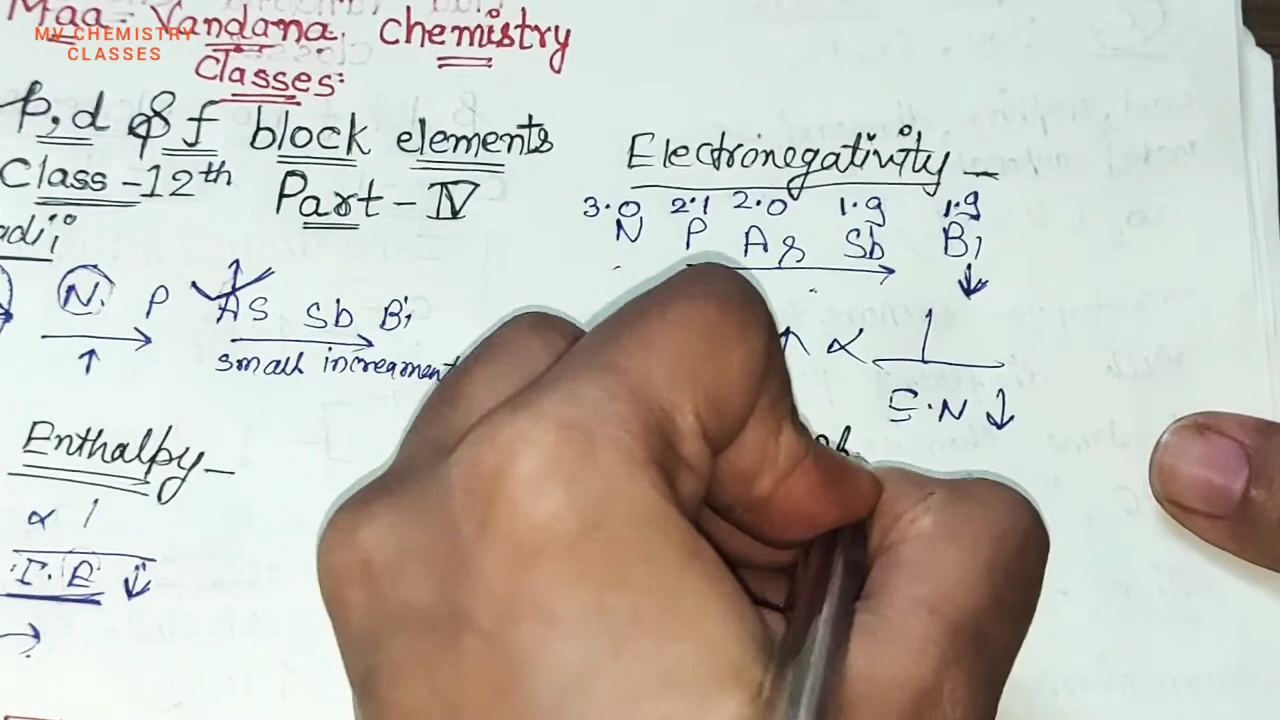 Maa-Vandana chemistry
MV CHEMISTRY
CLASSES
Classes:
p,d & f block elements
Class-12th Part-IV
adii
N P As Sb Bi
↑
small increament
Enthalpy-
∝ 1
I.E ↓
→
Electronegativity-
3.0 2.1 2.0 1.9 1.9
N P As Sb Bi
↓
∝ 1
E.N ↓